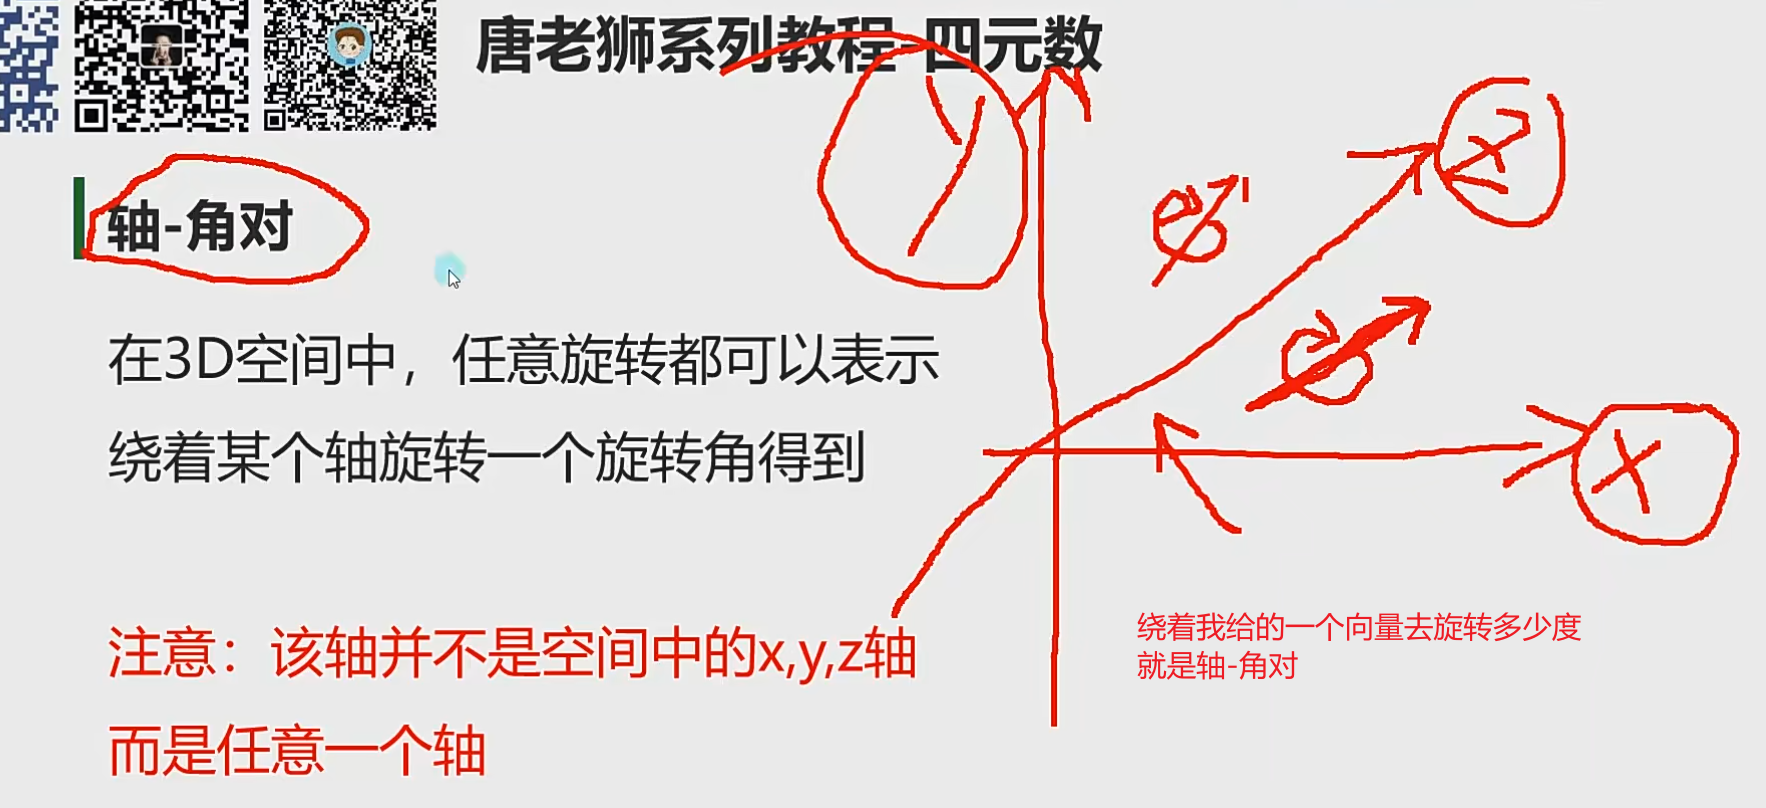 唐老狮系列教程-四元数
轴-角对
在3D空间中，任意旋转都可以表示
绕着某个轴旋转一个旋转角得到
注意：该轴并不是空间中的x,y,z轴
而是任意一个轴
y
z
x
绕着我给的一个向量去旋转多少度
就是轴-角对